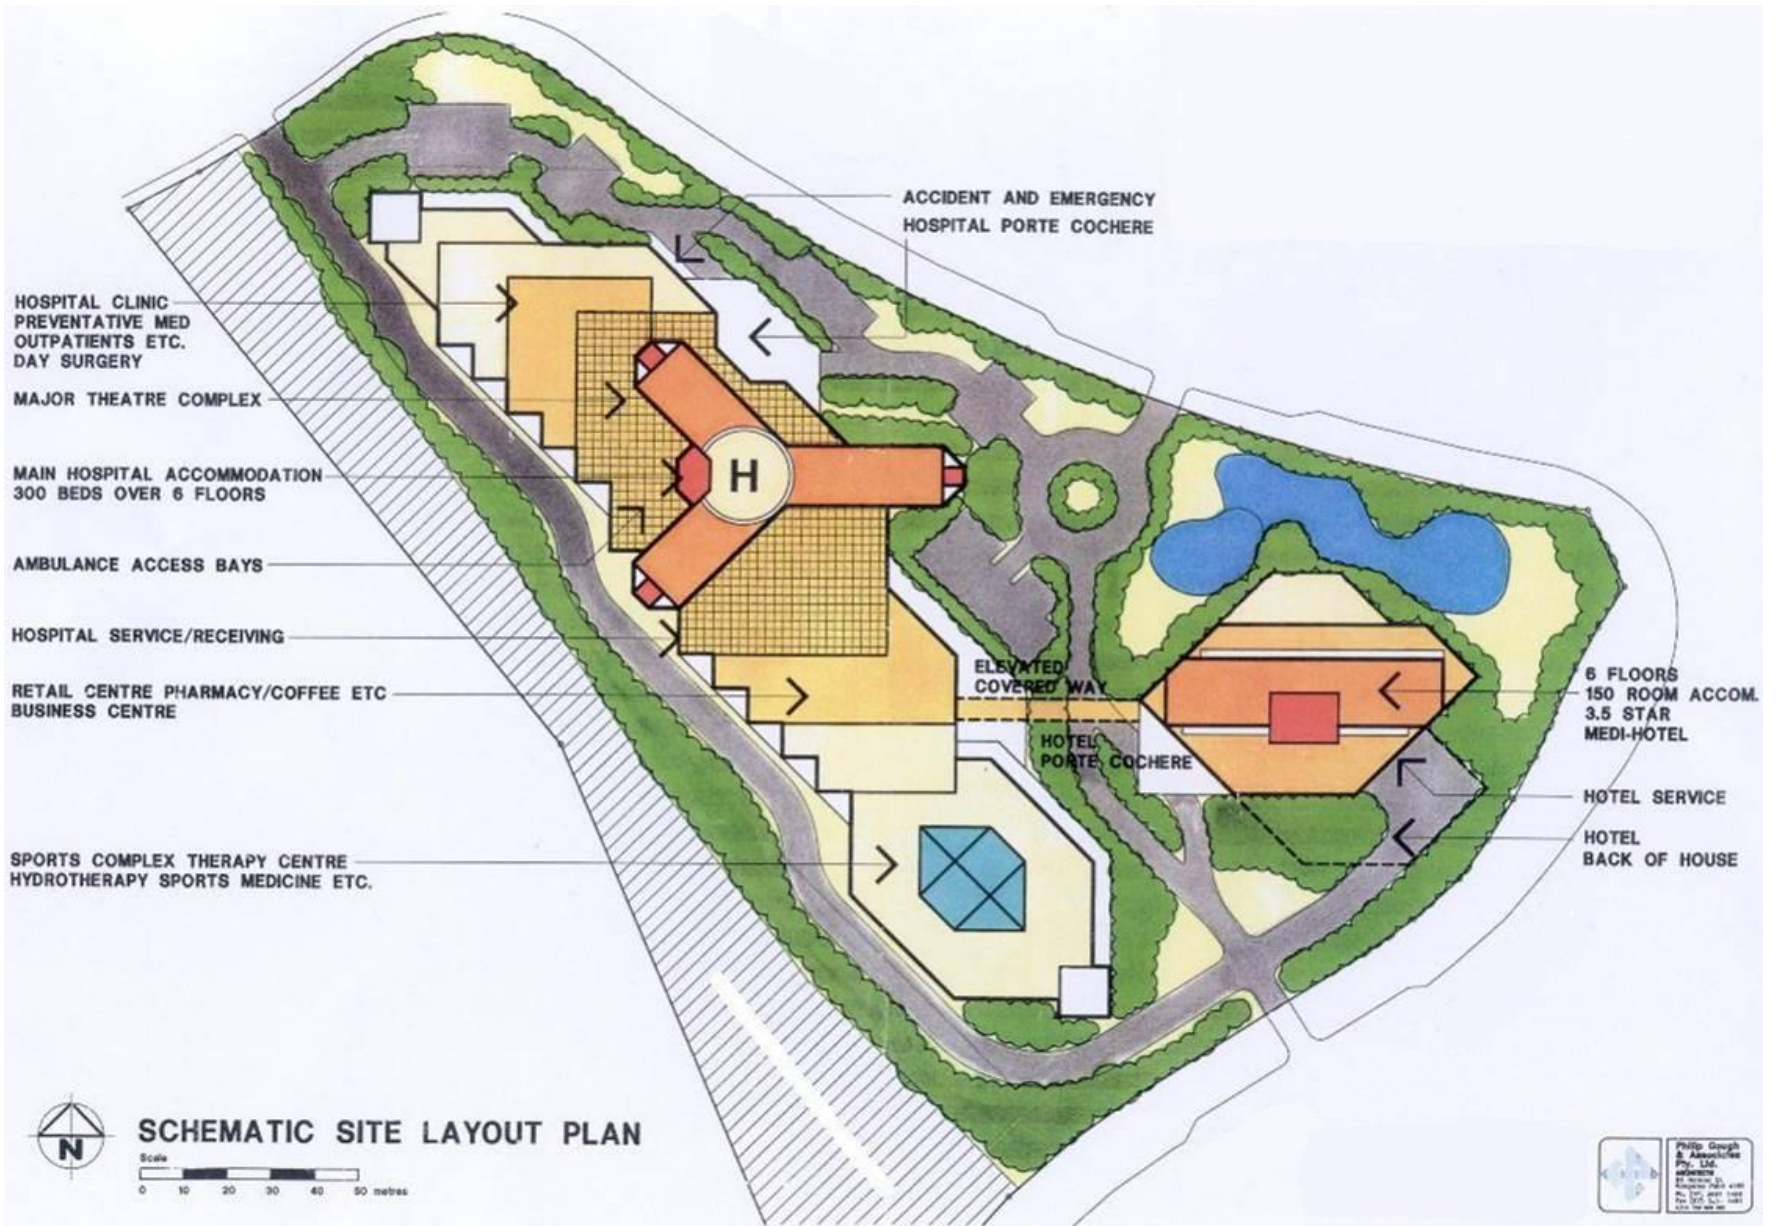 ACCIDENT AND EMERGENCY
HOSPITAL PORTE COCHERE
HOSPITAL CLINIC
PREVENTATIVE MED
OUTPATIENTS ETC.
DAY SURGERY
MAJOR THEATRE COMPLEX
MAIN HOSPITAL ACCOMMODATION
300 BEDS OVER 6 FLOORS
H
AMBULANCE ACCESS BAYS
HOSPITAL SERVICE/RECEIVING
RETAIL CENTRE PHARMACY/COFFEE ETC
BUSINESS CENTRE
ELEVATED
COVERED WAY
HOTEL
PORTE COCHERE
6 FLOORS
150 ROOM ACCOM.
3.5 STAR
MEDI-HOTEL
HOTEL SERVICE
HOTEL
BACK OF HOUSE
SPORTS COMPLEX THERAPY CENTRE
HYDROTHERAPY SPORTS MEDICINE ETC.
N
SCHEMATIC SITE LAYOUT PLAN
Scale
0 10 20 30 40 50 metres
Philip Gough
& Associates
Pty. Ltd.
ARCHITECTS